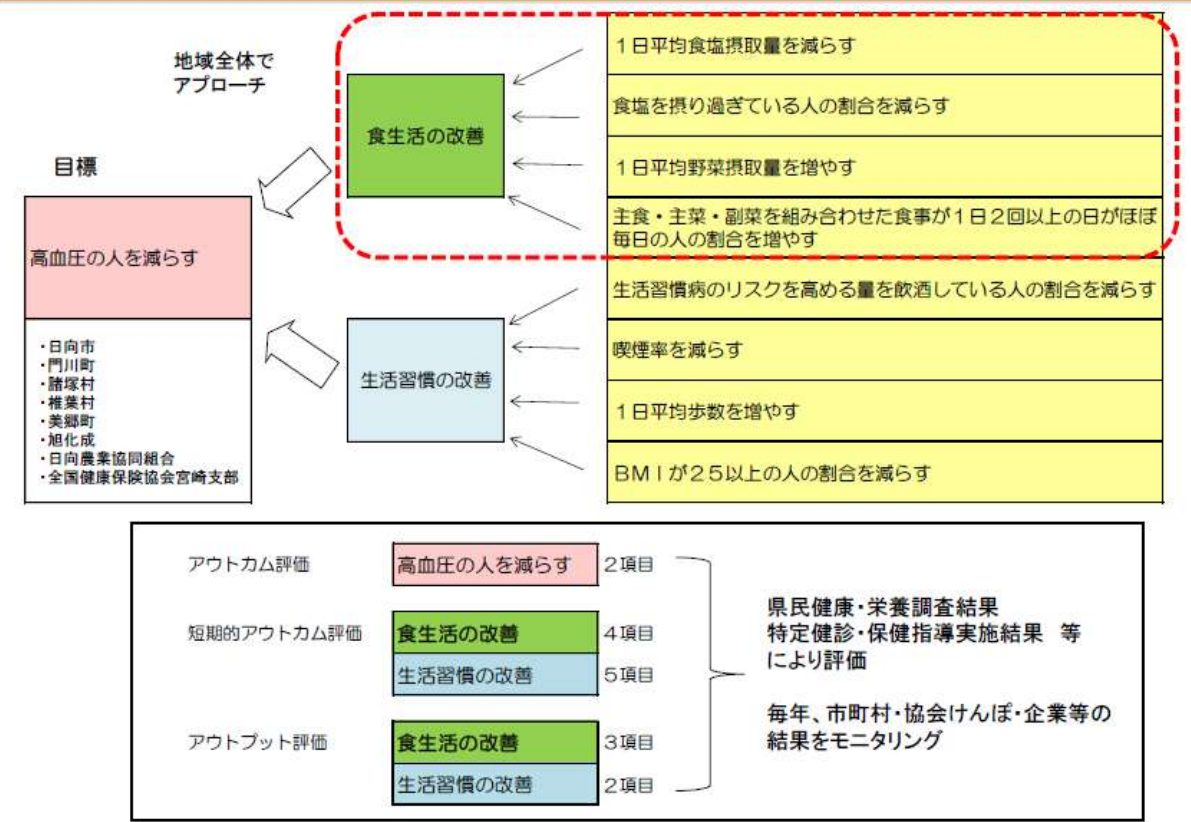 地域全体で
アプローチ
目標
高血圧の人を減らす
・日向市
・門川町
・諸塚村
・椎葉村
・美郷町
・旭化成
・日向農業協同組合
・全国健康保険協会宮崎支部
食生活の改善
生活習慣の改善
1日平均食塩摂取量を減らす
食塩を摂り過ぎている人の割合を減らす
1日平均野菜摂取量を増やす
主食・主菜・副菜を組み合わせた食事が1日2回以上の日がほぼ
毎日の人の割合を増やす
生活習慣病のリスクを高める量を飲酒している人の割合を減らす
喫煙率を減らす
1日平均歩数を増やす
BMIが25以上の人の割合を減らす
アウトカム評価 高血圧の人を減らす 2項目
短期的アウトカム評価 食生活の改善 4項目
生活習慣の改善 5項目
アウトプット評価 食生活の改善 3項目
生活習慣の改善 2項目
県民健康・栄養調査結果
特定健診・保健指導実施結果 等
により評価
毎年、市町村・協会けんぽ・企業等の
結果をモニタリング